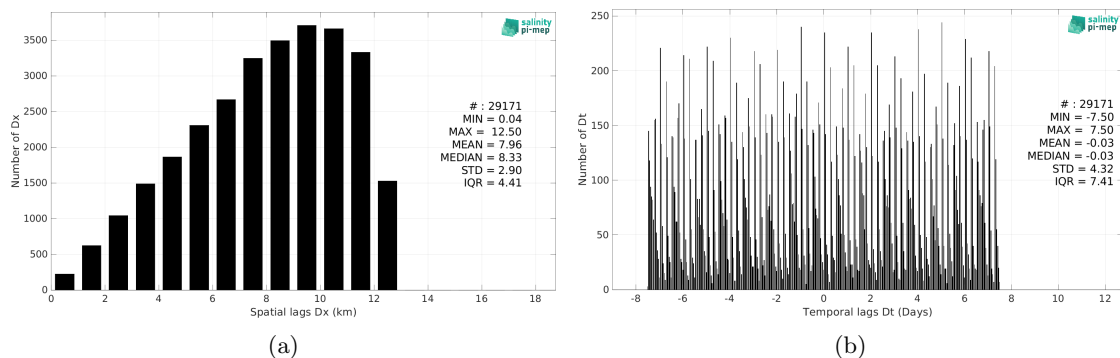 salinity
pi-mep
3500
3000
2500
2000
1500
1000
500
0
Number of Dx
# : 29171
MIN = 0.04
MAX = 12.50
MEAN = 7.96
MEDIAN = 8.33
STD = 2.90
IQR = 4.41
0 2 4 6 8 10 12 14 16 18
Spatial lags Dx (km)
(a)
salinity
pi-mep
250
200
150
100
50
0
Number of Dt
# : 29171
MIN = -7.50
MAX = 7.50
MEAN = -0.03
MEDIAN = -0.03
STD = 4.32
IQR = 7.41
-8 -6 -4 -2 0 2 4 6 8 10 12
Temporal lags Dt (Days)
(b)